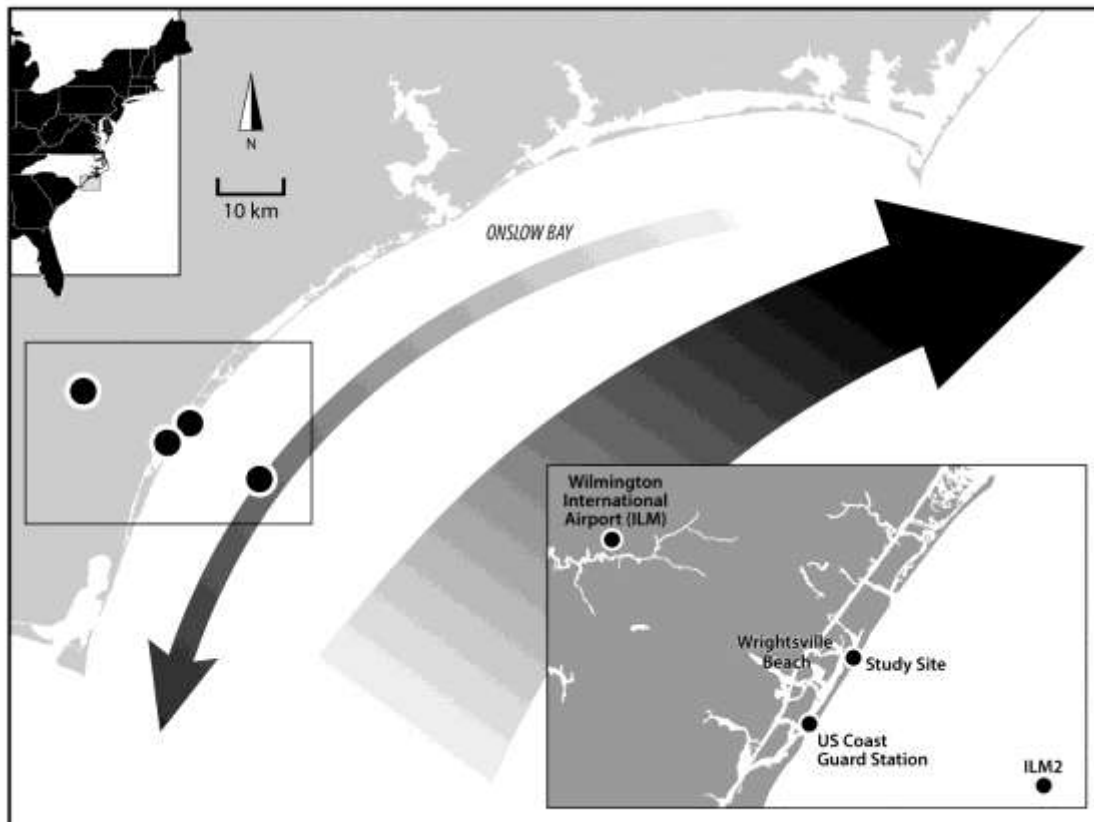 N
10 km
ONSLOW BAY
Wilmington
International
Airport (ILM)
Wrightsville
Beach
Study Site
US Coast
Guard Station
ILM2